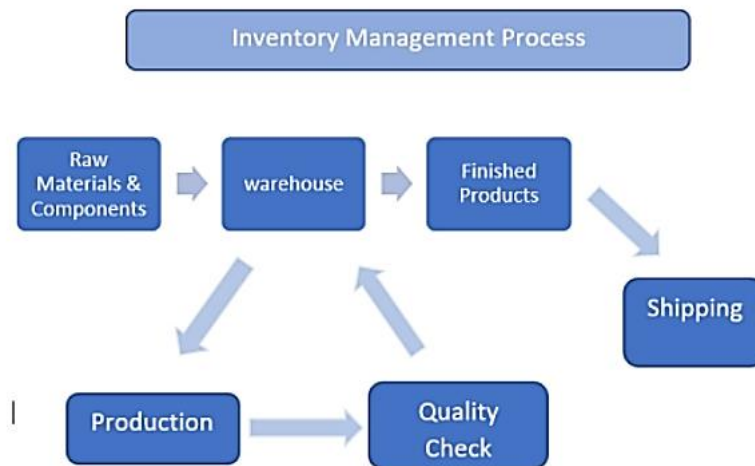 Inventory Management Process
Raw
Materials &
Components
warehouse
Finished
Products
Shipping
Production
Quality
Check